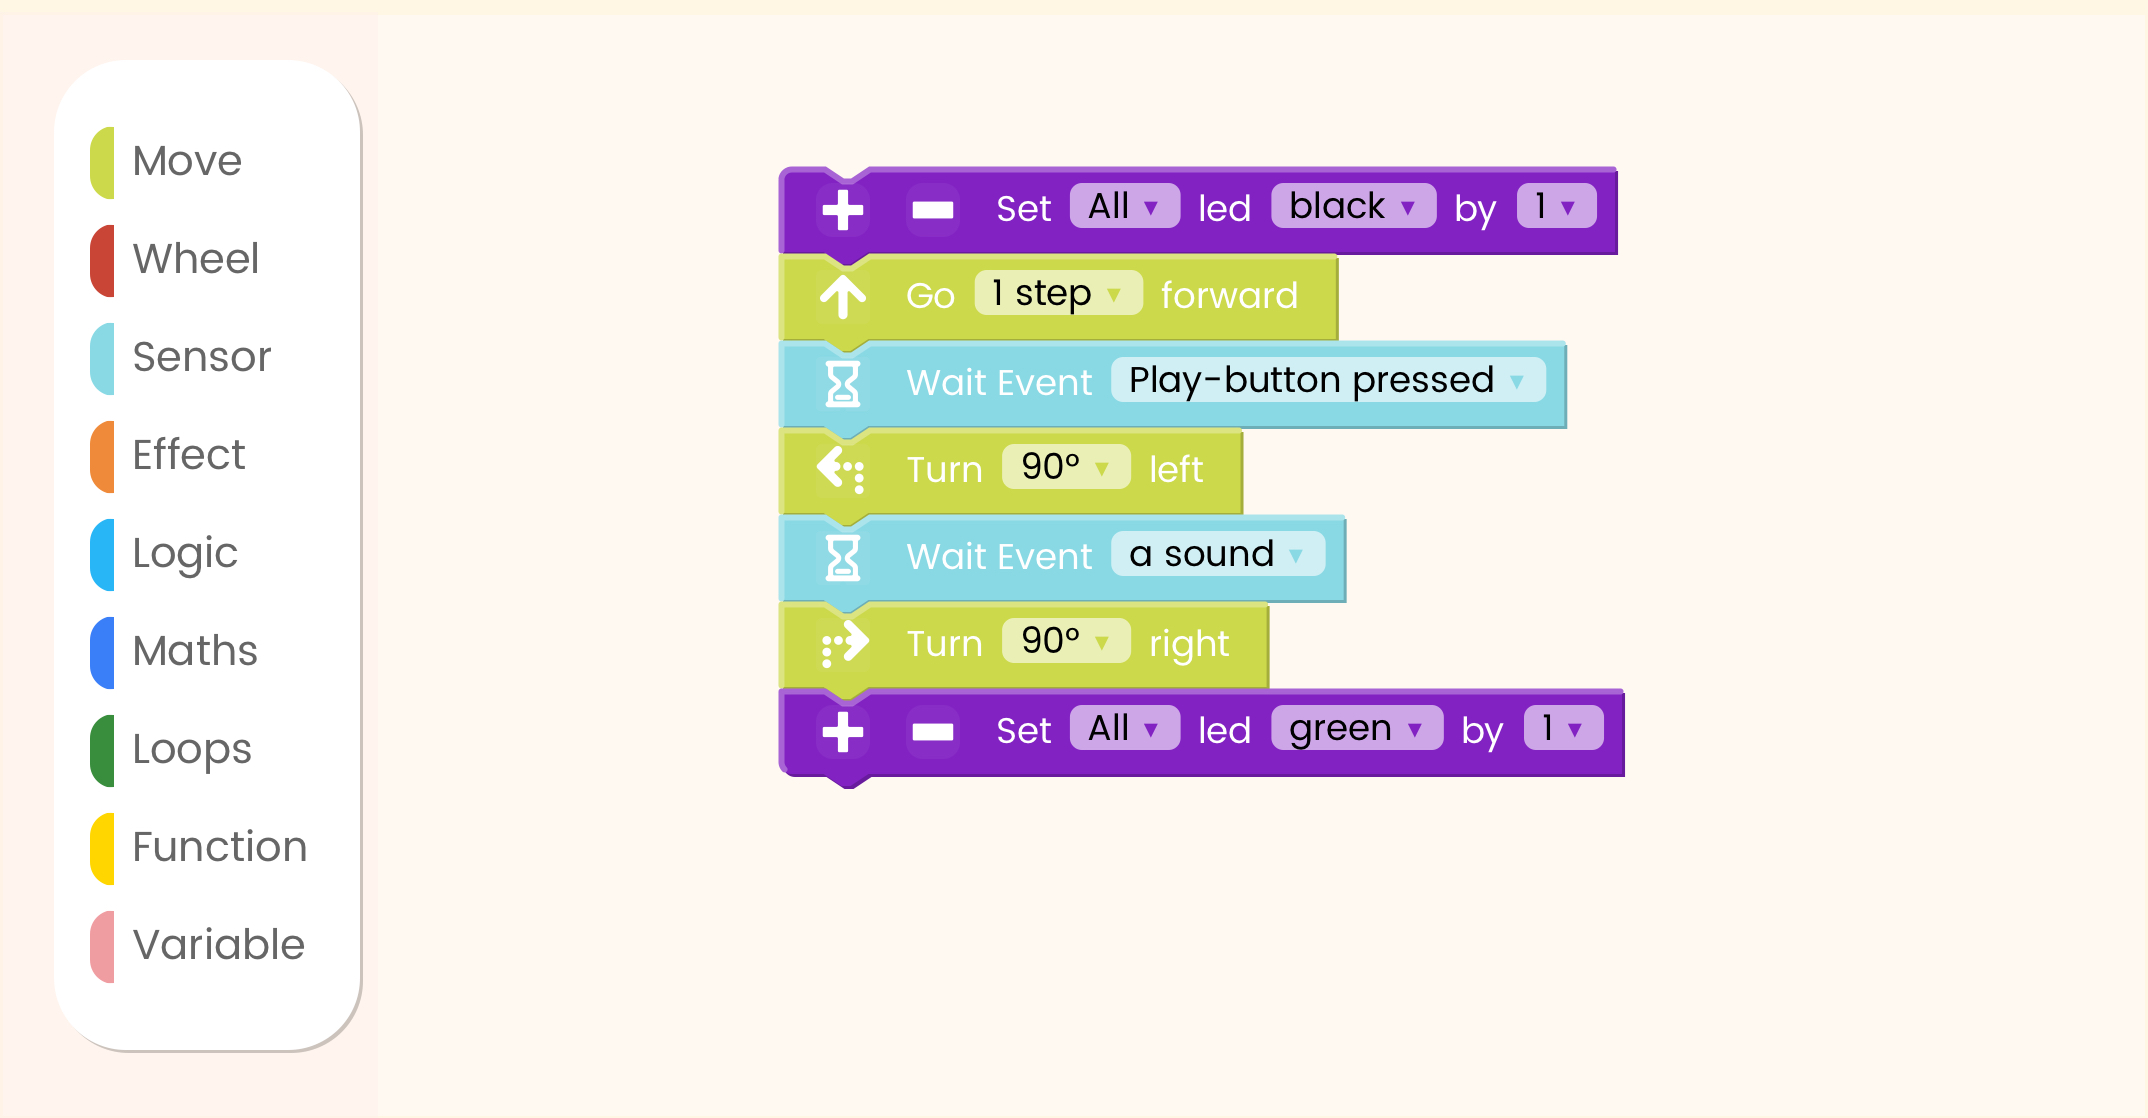 Move
Wheel
Sensor
Effect
Logic
Maths
Loops
Function
Variable
Set All led black by 1
Go 1 step forward
Wait Event Play-button pressed
Turn 90° left
Wait Event a sound
Turn 90° right
Set All led green by 1